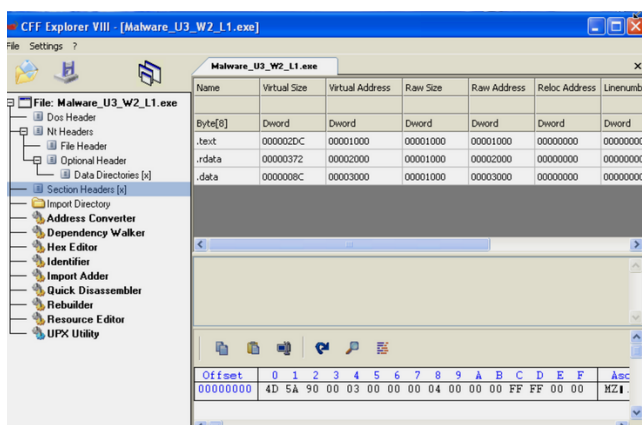 CFF Explorer VIII - [Malware_U3_W2_L1.exe]
File Settings ?
Malware_U3_W2_L1.exe
File: Malware_U3_W2_L1.exe
Dos Header
Nt Headers
File Header
Optional Header
Data Directories [x]
Section Headers [x]
Import Directory
Address Converter
Dependency Walker
Hex Editor
Identifier
Import Adder
Quick Disassembler
Rebuilder
Resource Editor
UPX Utility
Name Virtual Size Virtual Address Raw Size Raw Address Reloc Address Linenumb
Byte[8] Dword Dword Dword Dword Dword Dword
.text 000002DC 00001000 00001000 00001000 00000000 00000000
.rdata 00000372 00002000 00001000 00002000 00000000 00000000
.data 0000008C 00003000 00001000 00003000 00000000 00000000
Offset 0 1 2 3 4 5 6 7 8 9 A B C D E F Asc
00000000 4D 5A 90 00 03 00 00 00 04 00 00 00 FF FF 00 00 MZ